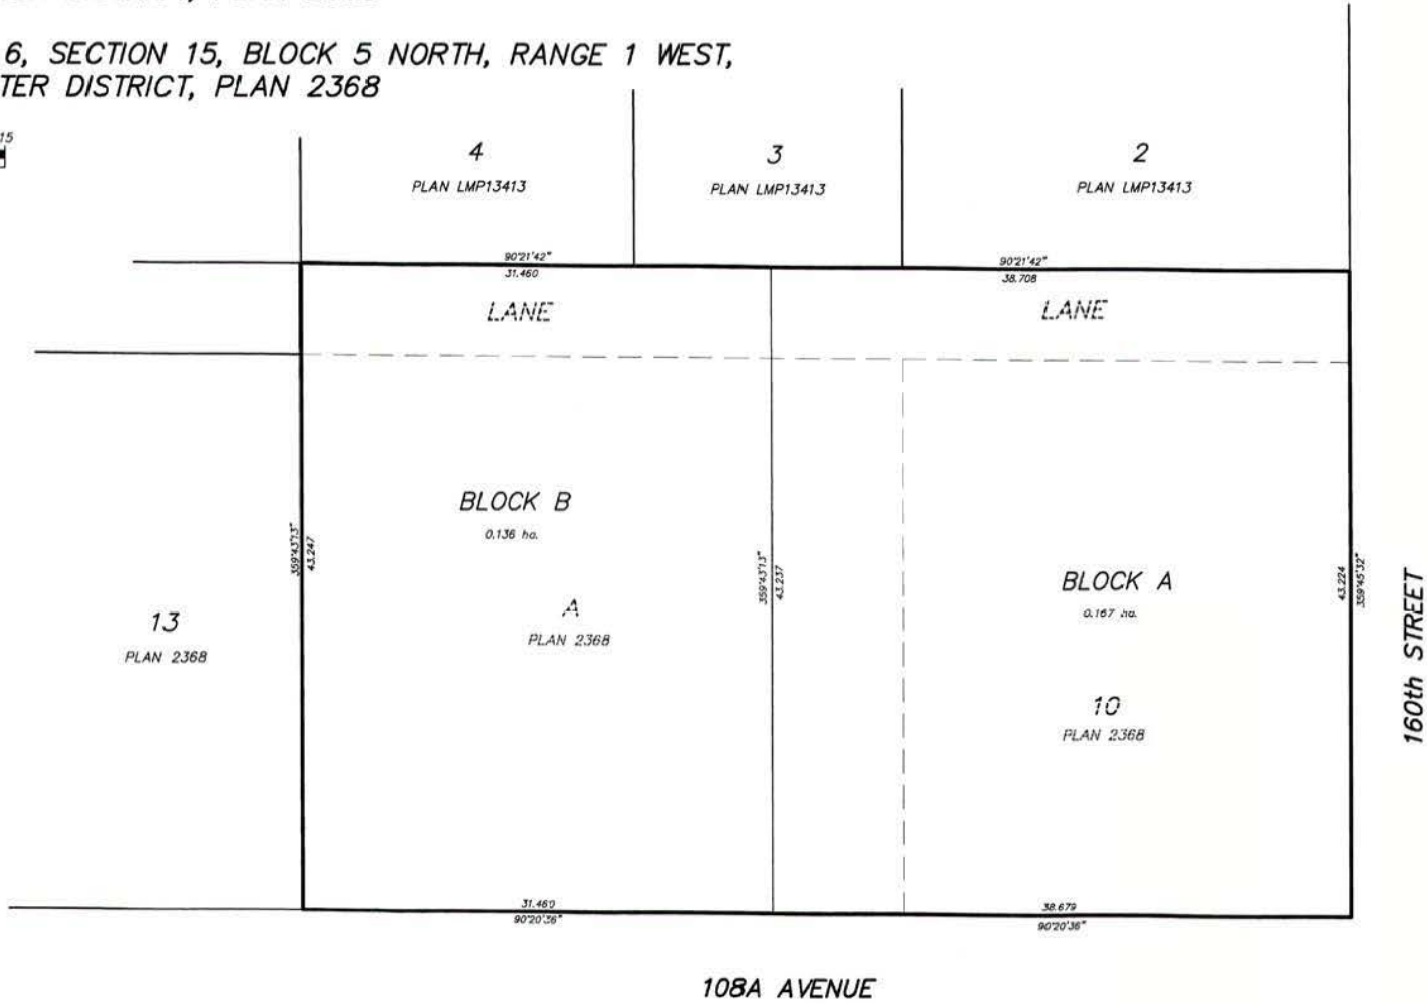 6, SECTION 15, BLOCK 5 NORTH, RANGE 1 WEST,
TER DISTRICT, PLAN 2368
15
4
PLAN LMP13413
3
PLAN LMP13413
2
PLAN LMP13413
90°21'42"
31.460
90°21'42"
38.708
LANE
LANE
BLOCK B
0.136 ha.
359°43'13"
43.247
359°43'13"
43.237
BLOCK A
0.167 ha.
43.224
359°45'32"
A
PLAN 2368
13
PLAN 2368
10
PLAN 2368
160th STREET
31.460
90°20'36"
38.679
90°20'36"
108A AVENUE